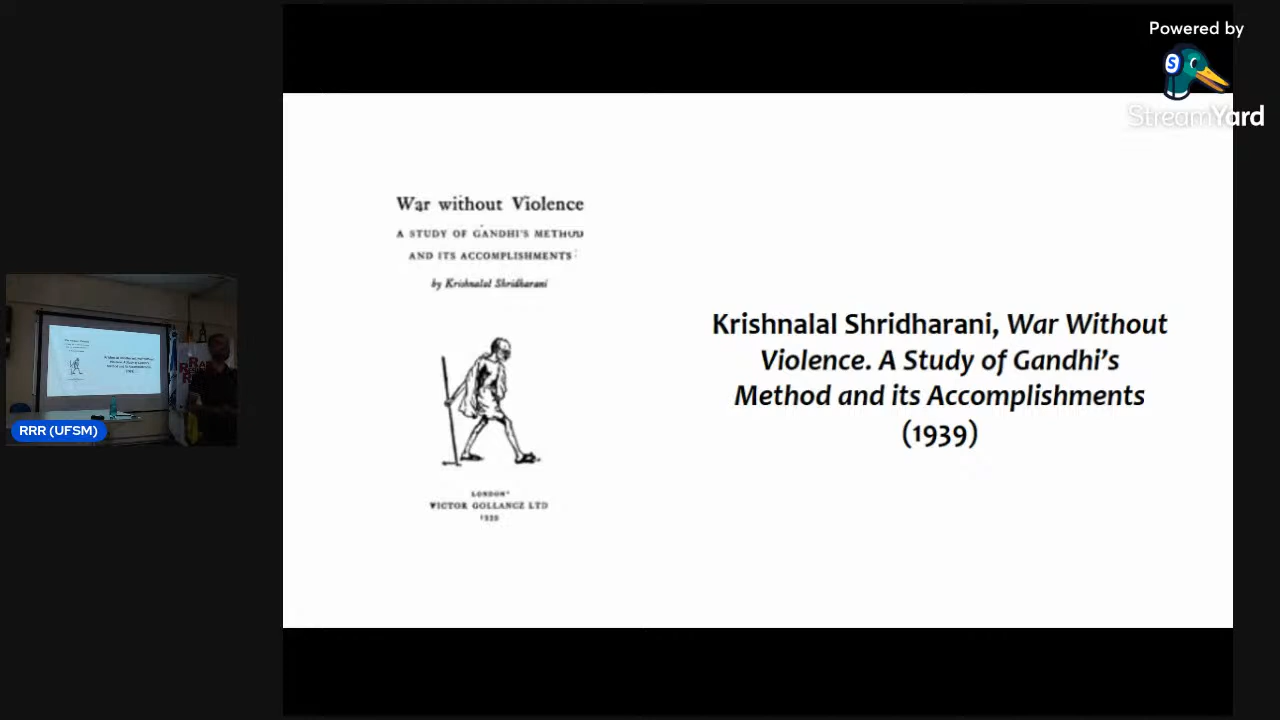 Powered by
S
StreamYard
War without Violence
A STUDY OF GANDHI'S METHOD
AND ITS ACCOMPLISHMENTS
by Krishnalal Shridharani
LONDON
VICTOR GOLLANCZ LTD
1939
Krishnalal Shridharani, War Without
Violence. A Study of Gandhi’s
Method and its Accomplishments
(1939)
RRR (UFSM)